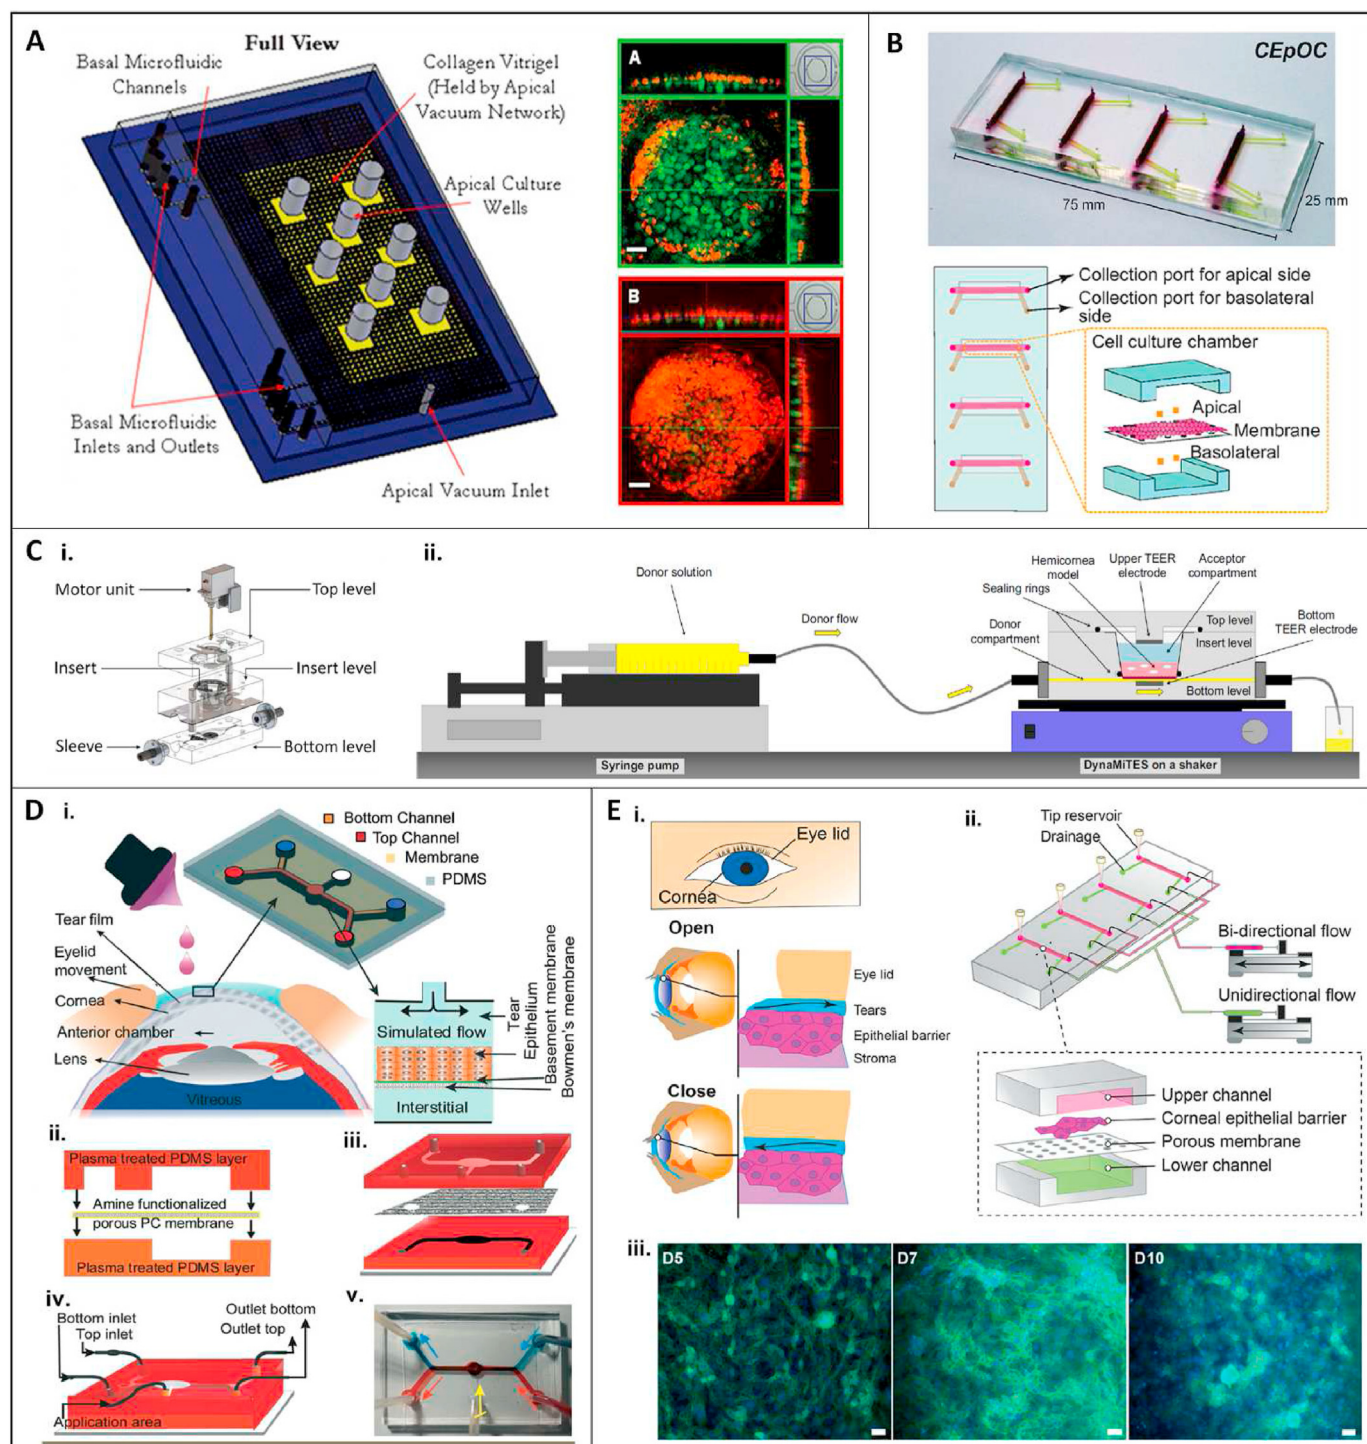 A
Full View
Basal Microfluidic
Channels
Collagen Vitrigel
(Held by Apical
Vacuum Network)
Apical Culture
Wells
Basal Microfluidic
Inlets and Outlets
Apical Vacuum Inlet
A
B
B
CEpOC
75 mm
25 mm
Collection port for apical side
Collection port for basolateral
side
Cell culture chamber
Apical
Membrane
Basolateral
C
i.
Motor unit
Top level
Insert
Insert level
Sleeve
Bottom level
ii.
Donor solution
Donor flow
Syringe pump
Hemicornea
model
Upper TEER
electrode
Acceptor
compartment
Sealing rings
Donor
compartment
Top level
Insert level
Bottom level
Bottom
TEER electrode
DynaMiTES on a shaker
D
i.
Bottom Channel
Top Channel
Membrane
PDMS
Tear film
Eyelid
movement
Cornea
Anterior chamber
Lens
Vitreous
Simulated flow
Interstitial
Tear
Epithelium
Basement membrane
Bowmen's membrane
ii.
Plasma treated PDMS layer
Amine functionalized
porous PC membrane
Plasma treated PDMS layer
iii.
iv.
Bottom inlet
Top inlet
Outlet bottom
Outlet top
Application area
v.
E
i.
Eye lid
Cornea
Open
Eye lid
Tears
Epithelial barrier
Stroma
Close
ii.
Tip reservoir
Drainage
Bi-directional flow
Unidirectional flow
Upper channel
Corneal epithelial barrier
Porous membrane
Lower channel
iii.
D5
D7
D10